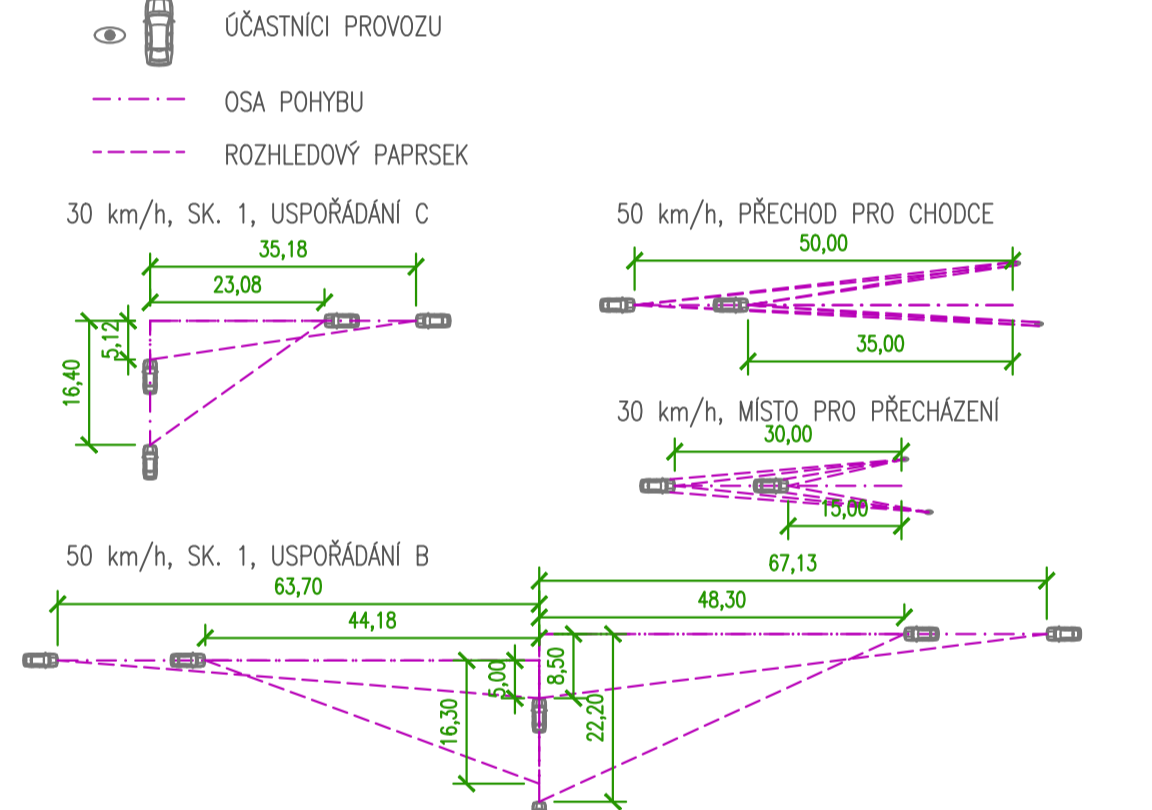 ÚČASTNÍCI PROVOZU
OSA POHYBU
ROZHLEDOVÝ PAPRSEK
30 km/h, SK. 1, USPOŘÁDÁNÍ C
35,18
23,08
5,12
16,40
50 km/h, PŘECHOD PRO CHODCE
50,00
35,00
30 km/h, MÍSTO PRO PŘECHÁZENÍ
30,00
15,00
50 km/h, SK. 1, USPOŘÁDÁNÍ B
63,70
44,18
67,13
48,30
5,00
8,50
16,30
22,20